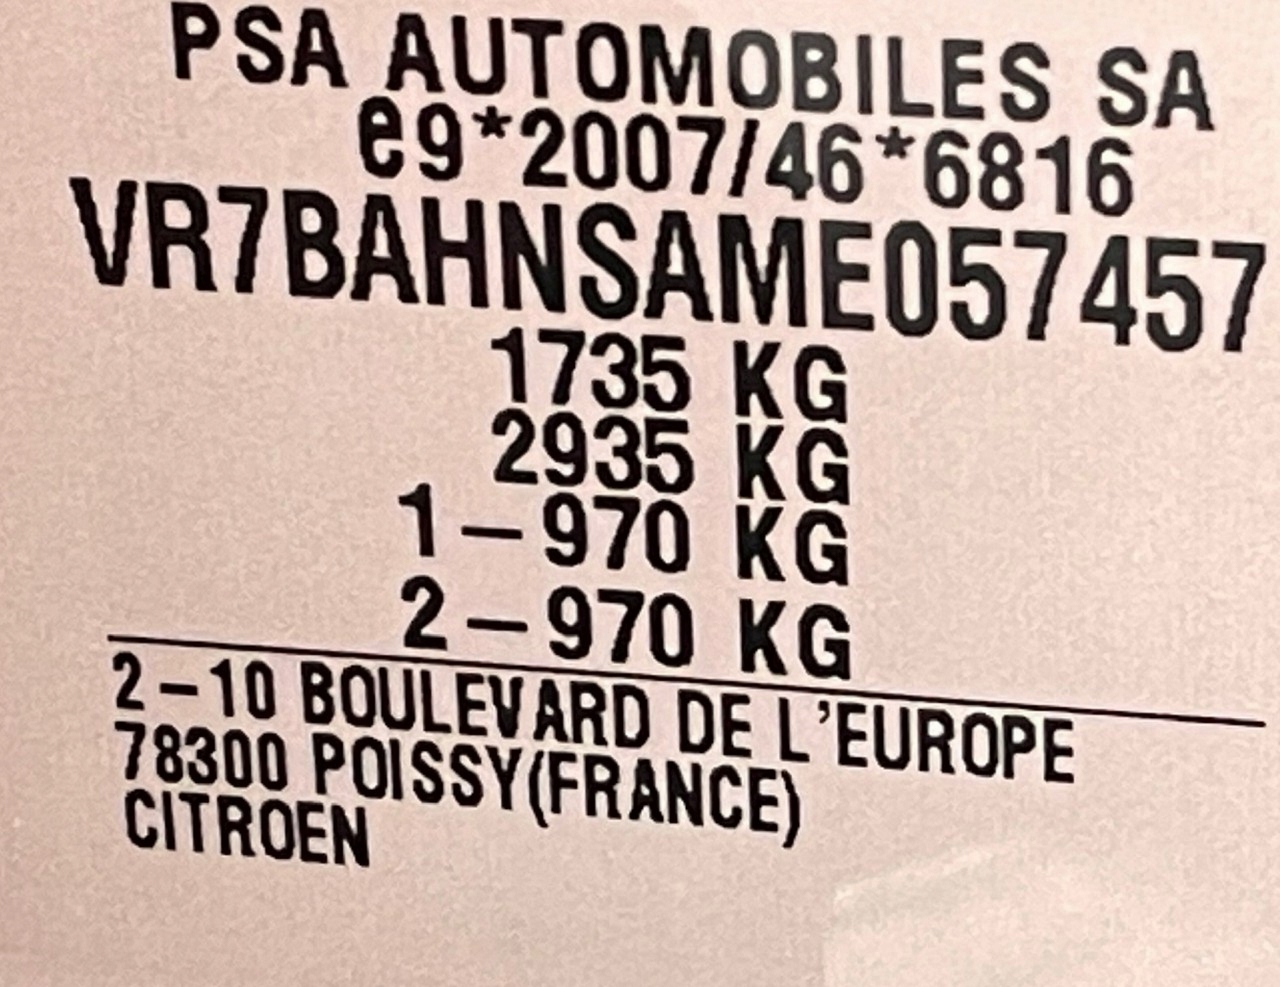 PSA AUTOMOBILES SA
e9*2007/46*6816
VR7BAHNSAME057457
1735 KG
2935 KG
1-970 KG
2-970 KG
2-10 BOULEVARD DE L'EUROPE
78300 POISSY(FRANCE)
CITROEN